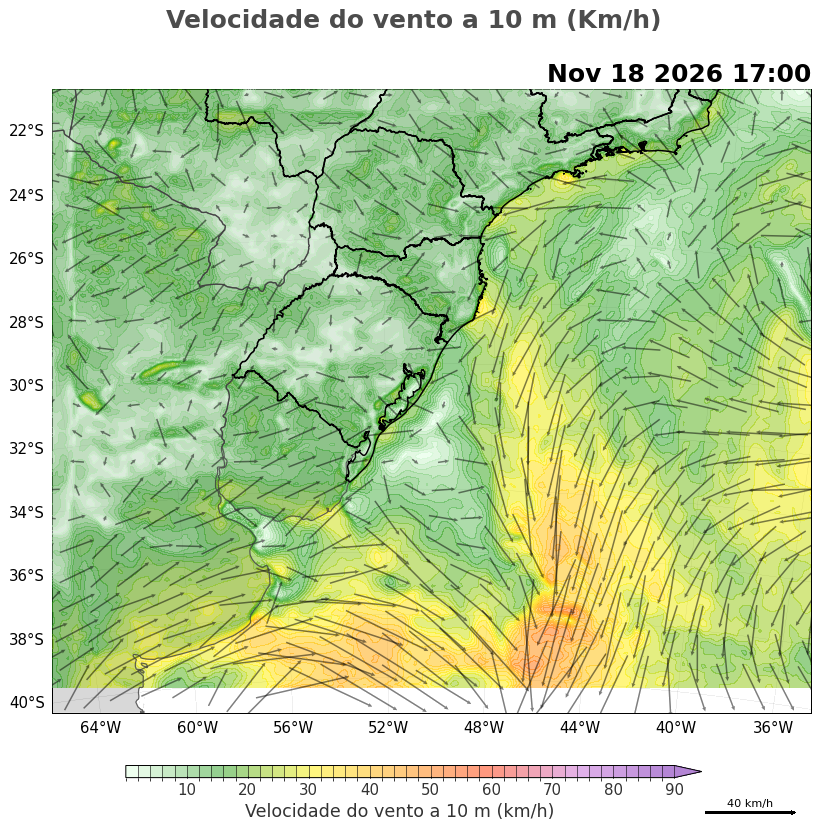 Velocidade do vento a 10 m (Km/h)
Nov 18 2026 17:00
22°S
24°S
26°S
28°S
30°S
32°S
34°S
36°S
38°S
40°S
64°W 60°W 56°W 52°W 48°W 44°W 40°W 36°W
10 20 30 40 50 60 70 80 90
Velocidade do vento a 10 m (km/h)
40 km/h